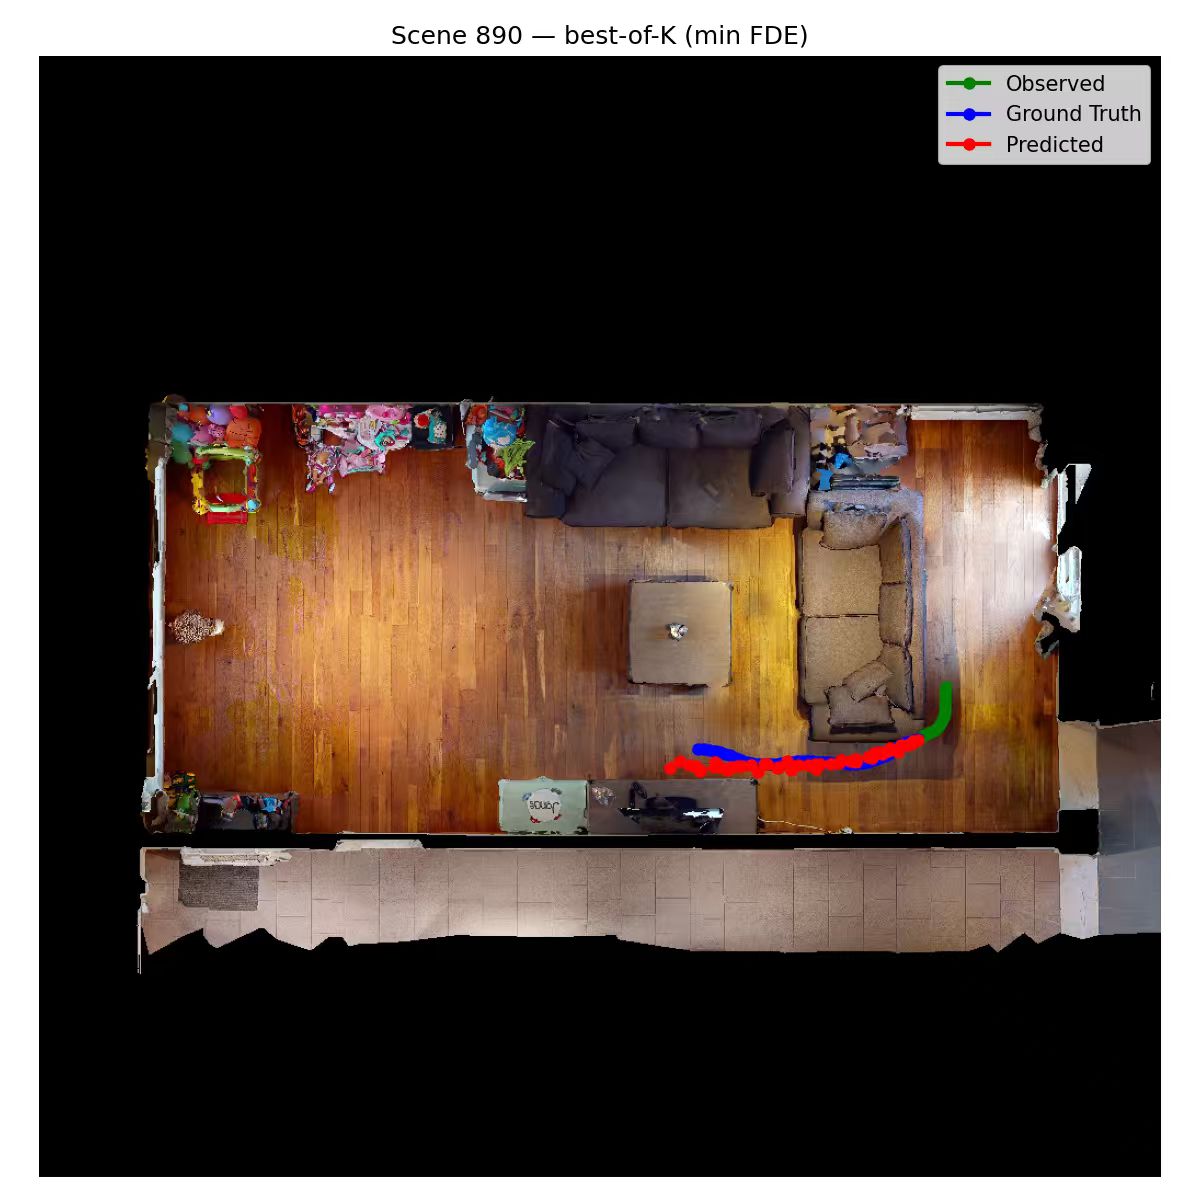 Scene 890 — best-of-K (min FDE)
Observed
Ground Truth
Predicted